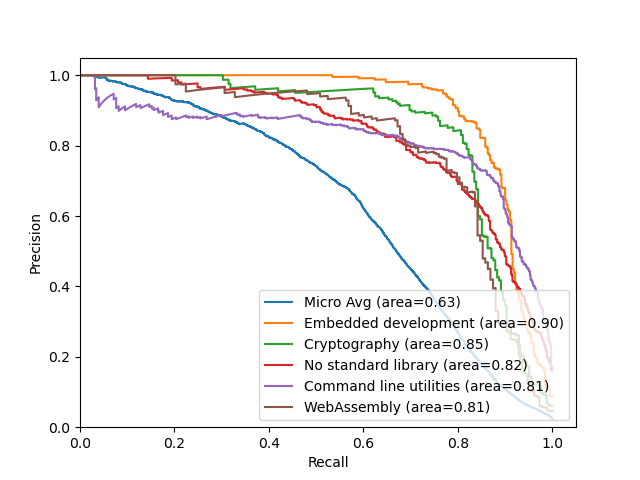 1.0
0.8
0.6
0.4
0.2
0.0
Precision
Micro Avg (area=0.63)
Embedded development (area=0.90)
Cryptography (area=0.85)
No standard library (area=0.82)
Command line utilities (area=0.81)
WebAssembly (area=0.81)
0.0 0.2 0.4 0.6 0.8 1.0
Recall